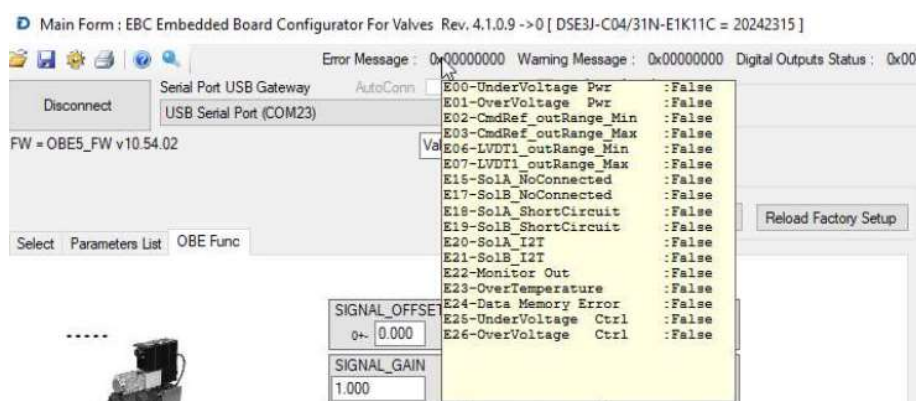 Main Form : EBC Embedded Board Configurator For Valves Rev. 4.1.0.9 ->0 [ DSE3J-C04/31N-E1K11C = 20242315 ]
Error Message : 0x00000000 Warning Message : 0x00000000 Digital Outputs Status : 0x00
Serial Port USB Gateway AutoConn
Disconnect
USB Serial Port (COM23)
FW = OBE5_FW v10.54.02
Val
E00-UnderVoltage Pwr :False
E01-OverVoltage Pwr :False
E02-CmdRef_outRange_Min :False
E03-CmdRef_outRange_Max :False
E06-LVDT1_outRange_Min :False
E07-LVDT1_outRange_Max :False
E15-SolA_NoConnected :False
E17-SolB_NoConnected :False
E18-SolA_ShortCircuit :False
E19-SolB_ShortCircuit :False
E20-SolA_I2T :False
E21-SolB_I2T :False
E22-Monitor Out :False
E23-OverTemperature :False
E24-Data Memory Error :False
E25-UnderVoltage Ctrl :False
E26-OverVoltage Ctrl :False
Reload Factory Setup
Select Parameters List OBE Func
SIGNAL_OFFSET
0+- 0.000
SIGNAL_GAIN
1.000